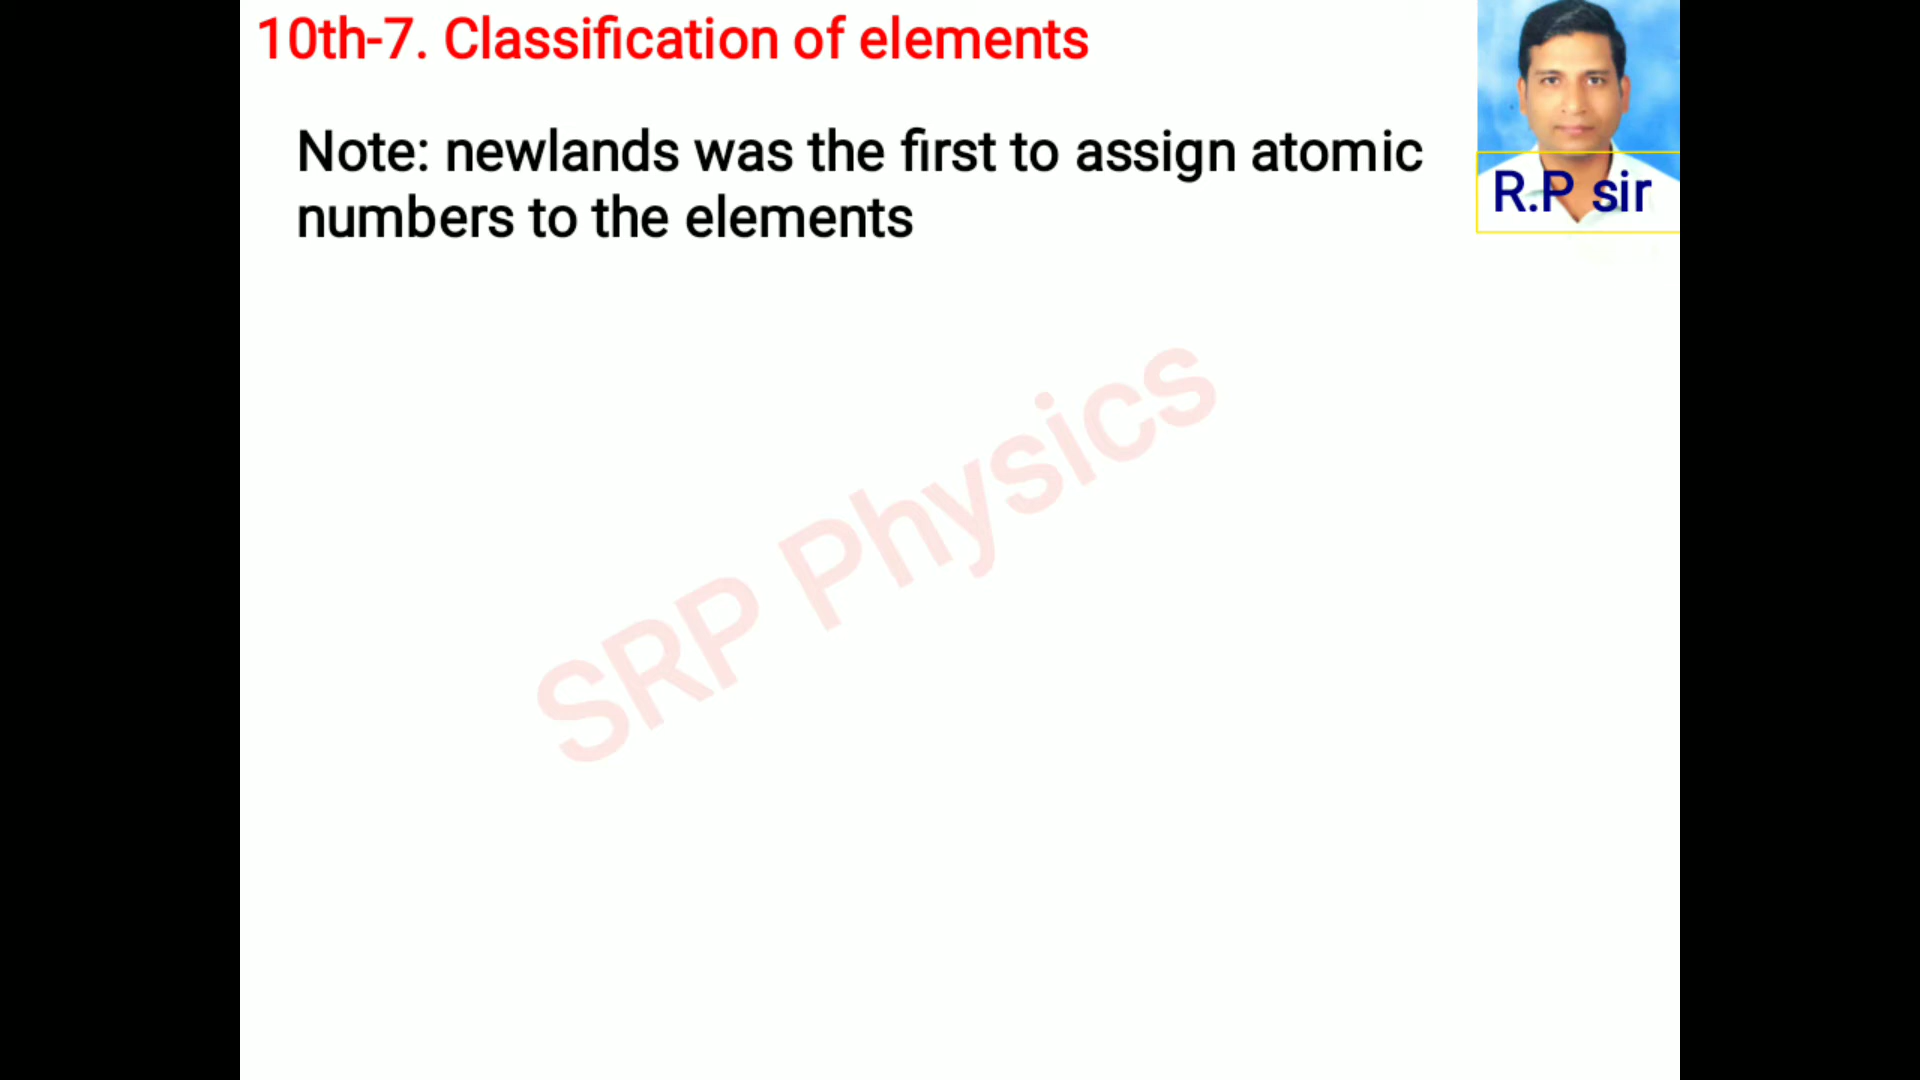 10th-7. Classification of elements
Note: newlands was the first to assign atomic
numbers to the elements
R.P sir
SRP Physics